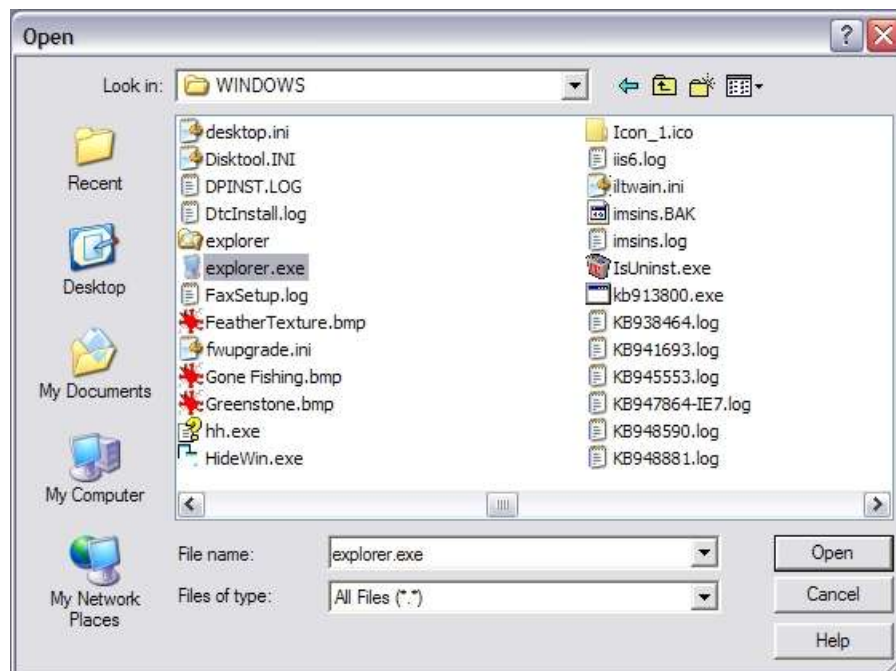 Open
Look in: WINDOWS
Recent
Desktop
My Documents
My Computer
My Network
Places
desktop.ini
Disktool.INI
DPINST.LOG
DtcInstall.log
explorer
explorer.exe
FaxSetup.log
FeatherTexture.bmp
fwupgrade.ini
Gone Fishing.bmp
Greenstone.bmp
hh.exe
HideWin.exe
Icon_1.ico
iis6.log
iltwain.ini
imsins.BAK
imsins.log
IsUninst.exe
kb913800.exe
KB938464.log
KB941693.log
KB945553.log
KB947864-IE7.log
KB948590.log
KB948881.log
File name: explorer.exe
Open
Files of type: All Files (*.*)
Cancel
Help